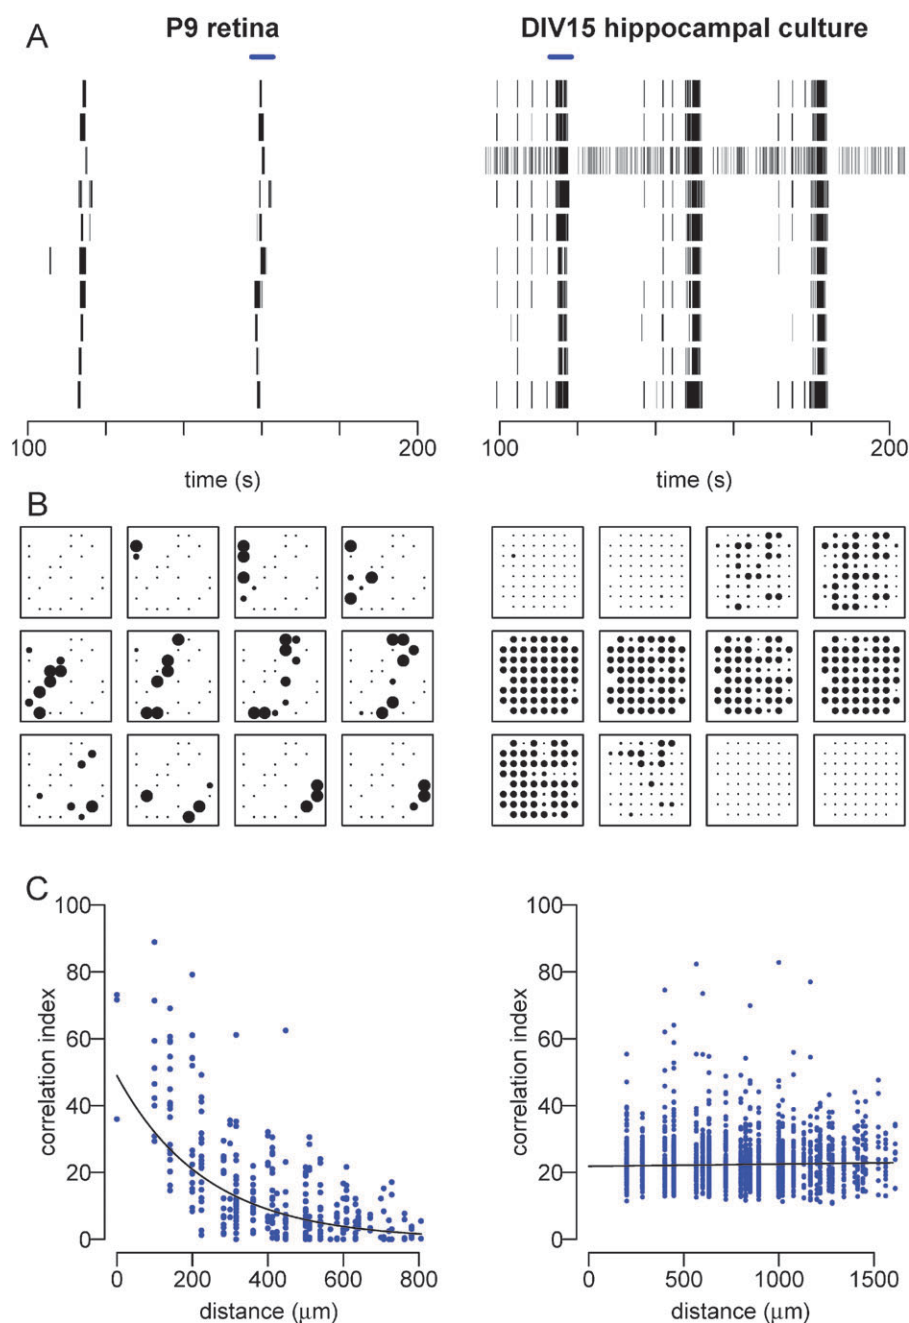 A
P9 retina
DIV15 hippocampal culture
100
200
time (s)
100
200
time (s)
B
C
100
80
60
40
20
0
correlation index
0
200
400
600
800
distance (μm)
100
80
60
40
20
0
correlation index
0
500
1000
1500
distance (μm)